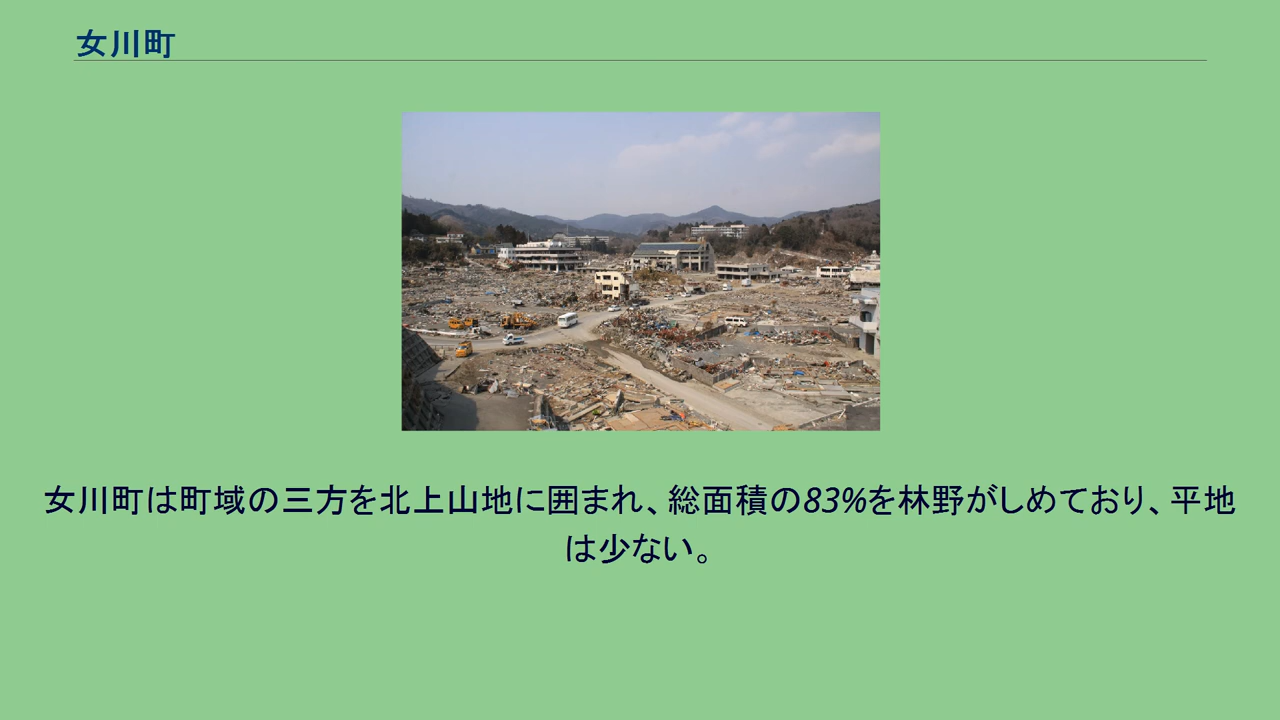 女川町
女川町は町域の三方を北上山地に囲まれ、総面積の83%を林野がしめており、平地
は少ない。